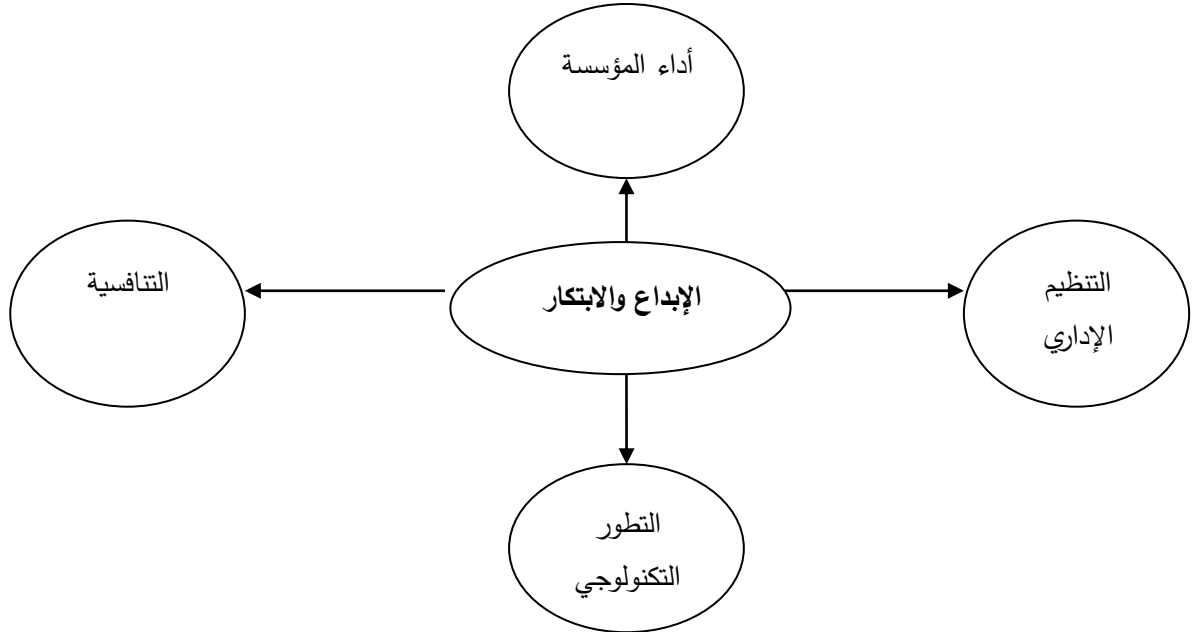 أداء المؤسسة
التنافسية
الإبداع والابتكار
التنظيم
الإداري
التطور
التكنولوجي